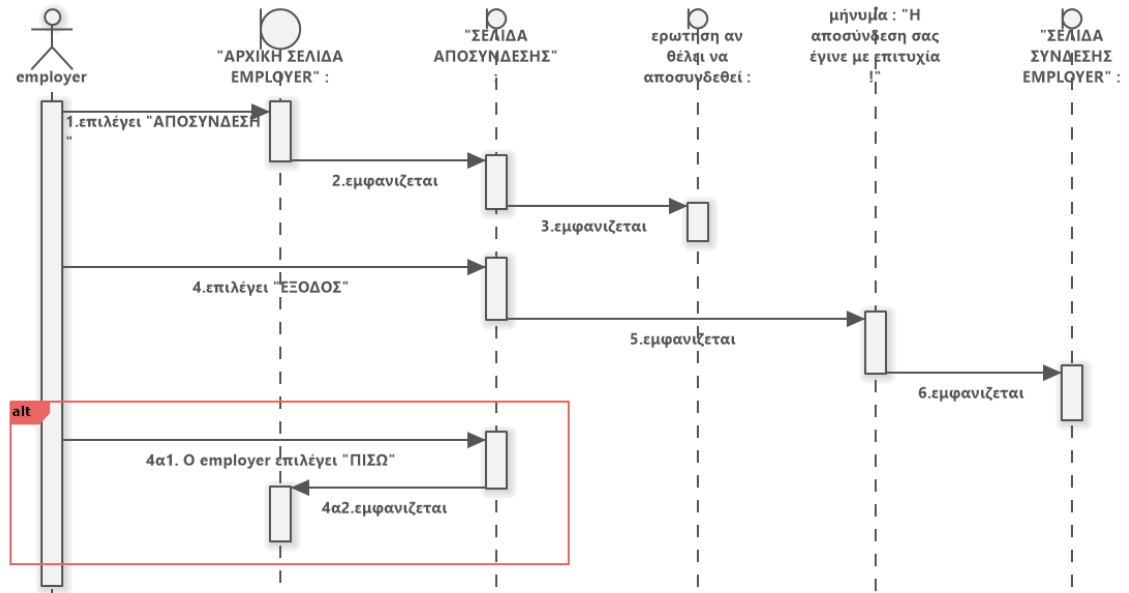 employer
"ΑΡΧΙΚΗ ΣΕΛΙΔΑ
EMPLOYER" :
"ΣΕΛΙΔΑ
ΑΠΟΣΥΝΔΕΣΗΣ"
:
ερωτηση αν
θέλει να
αποσυνδεθεί :
μήνυμα : "Η
αποσύνδεση σας
έγινε με επιτυχία
!"
"ΣΕΛΙΔΑ
ΣΥΝΔΕΣΗΣ
EMPLOYER" :
1.επιλέγει "ΑΠΟΣΥΝΔΕΣΗ
"
2.εμφανιζεται
3.εμφανιζεται
4.επιλέγει "ΕΞΟΔΟΣ"
5.εμφανιζεται
6.εμφανιζεται
alt
4α1. Ο employer επιλέγει "ΠΙΣΩ"
4α2.εμφανιζεται